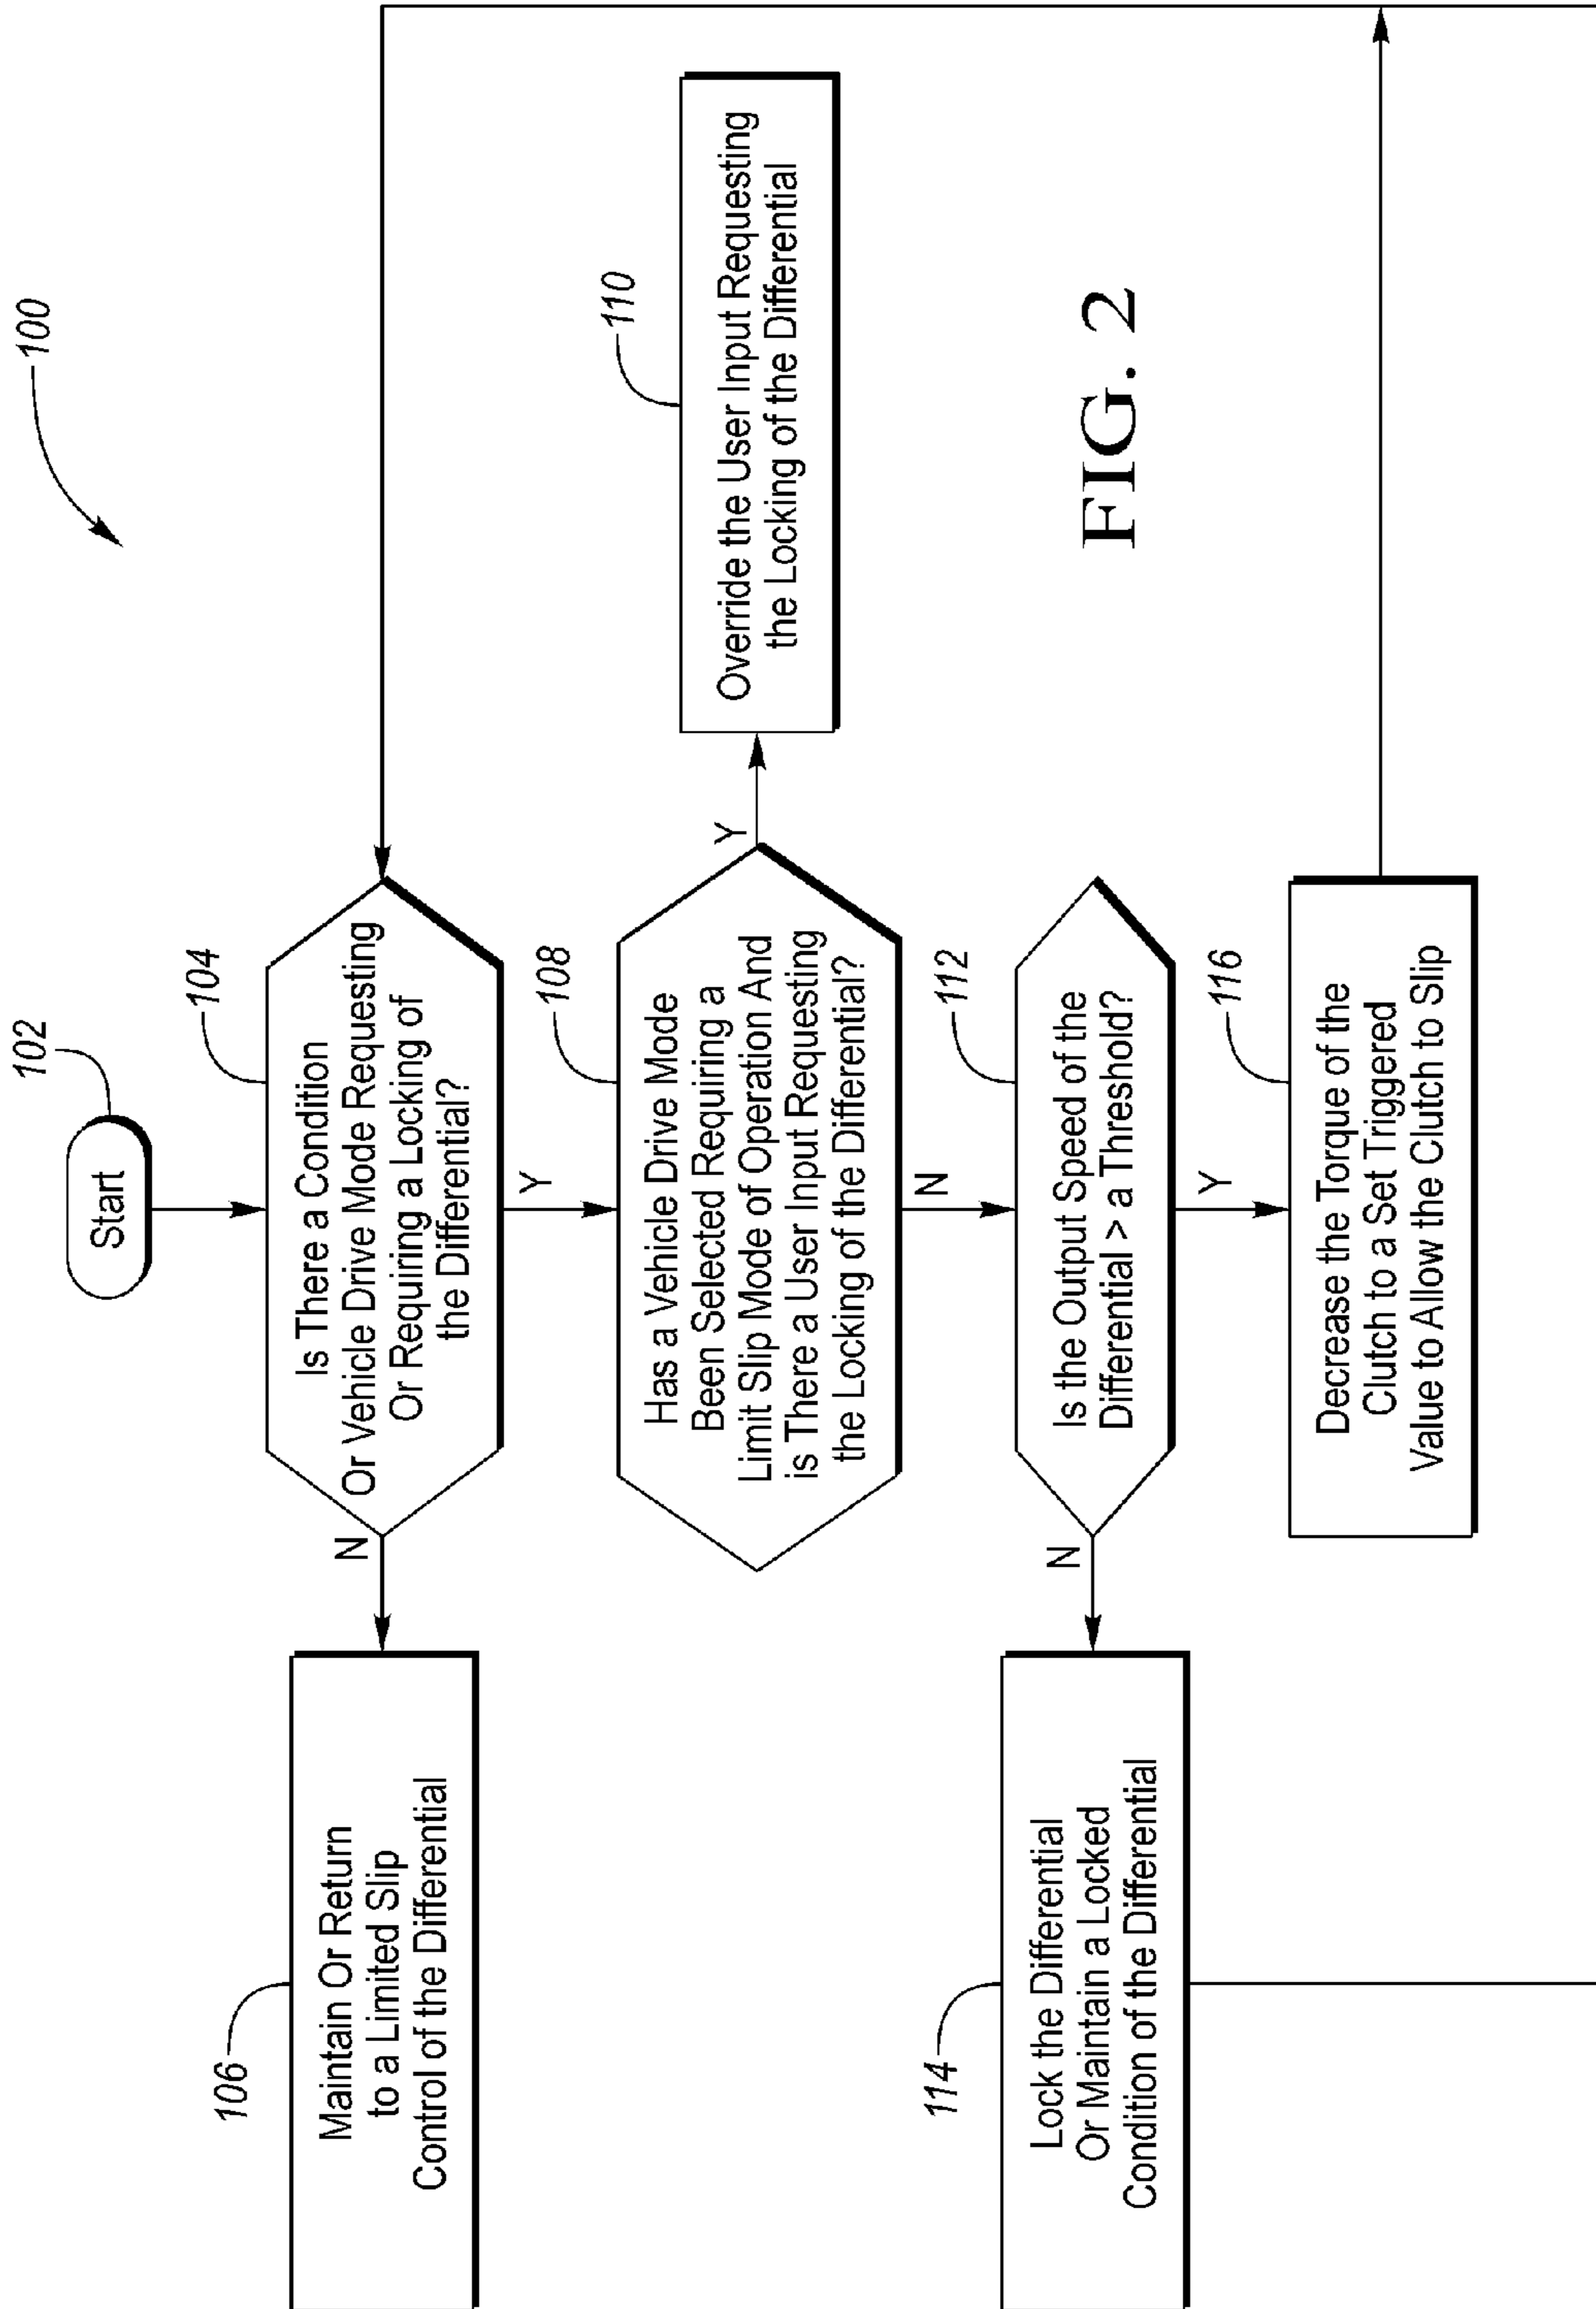 100
102
Start
104
Is There a Condition
Or Vehicle Drive Mode Requesting
Or Requiring a Locking of
the Differential?
N
Y
106
Maintain Or Return
to a Limited Slip
Control of the Differential
108
Has a Vehicle Drive Mode
Been Selected Requiring a
Limit Slip Mode of Operation And
is There a User Input Requesting
the Locking of the Differential?
Y
N
110
Override the User Input Requesting
the Locking of the Differential
112
Is the Output Speed of the
Differential > a Threshold?
N
Y
114
Lock the Differential
Or Maintain a Locked
Condition of the Differential
116
Decrease the Torque of the
Clutch to a Set Triggered
Value to Allow the Clutch to Slip
FIG. 2